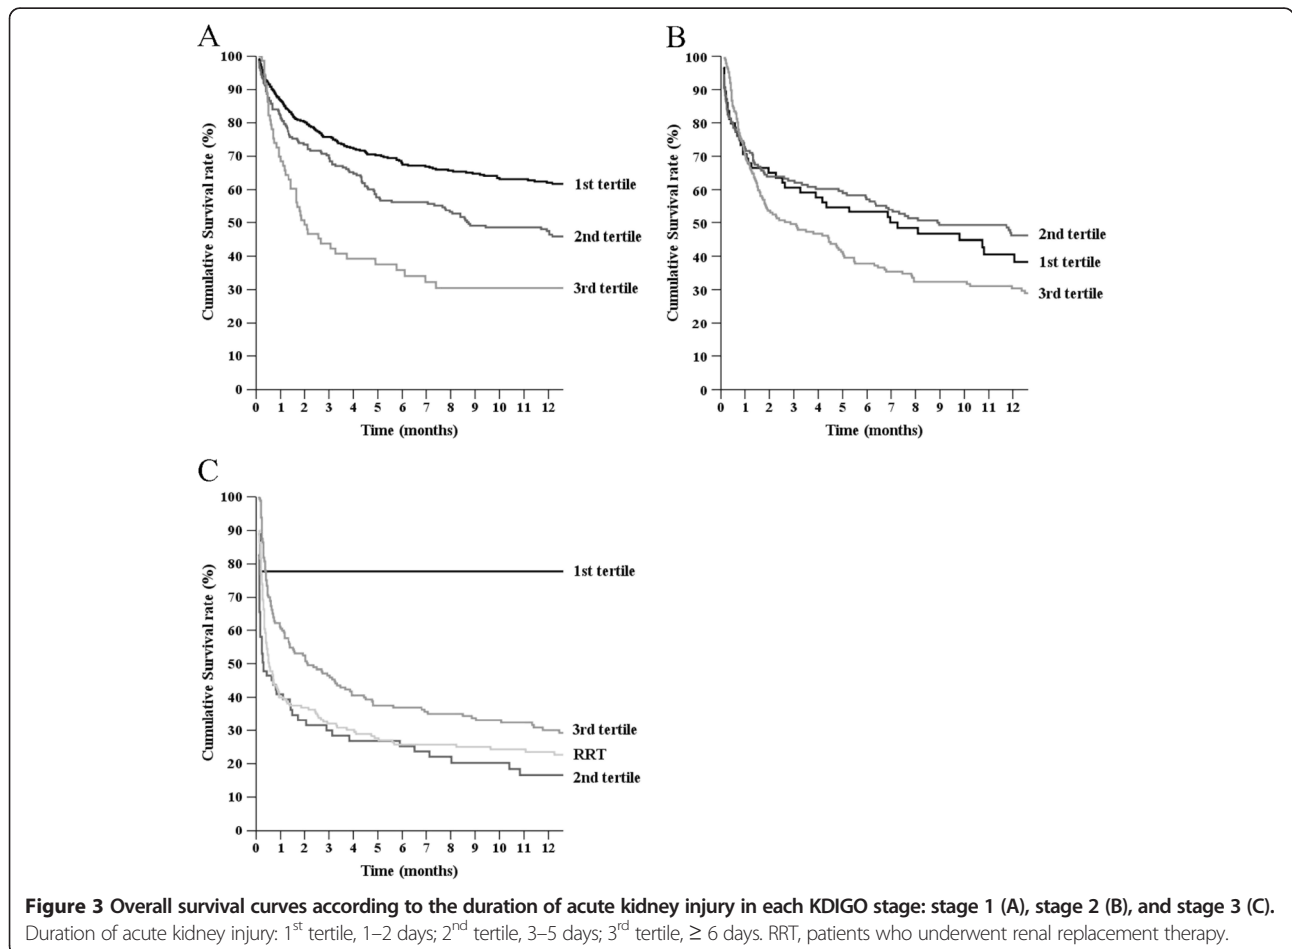 A
100
90
80
70
60
50
40
30
20
10
0
Cumulative Survival rate (%)
1st tertile
2nd tertile
3rd tertile
0 1 2 3 4 5 6 7 8 9 10 11 12
Time (months)
B
100
90
80
70
60
50
40
30
20
10
0
Cumulative Survival rate (%)
2nd tertile
1st tertile
3rd tertile
0 1 2 3 4 5 6 7 8 9 10 11 12
Time (months)
C
100
90
80
70
60
50
40
30
20
10
0
Cumulative Survival rate (%)
1st tertile
3rd tertile
RRT
2nd tertile
0 1 2 3 4 5 6 7 8 9 10 11 12
Time (months)
Figure 3 Overall survival curves according to the duration of acute kidney injury in each KDIGO stage: stage 1 (A), stage 2 (B), and stage 3 (C).
Duration of acute kidney injury: 1st tertile, 1–2 days; 2nd tertile, 3–5 days; 3rd tertile, ≥ 6 days. RRT, patients who underwent renal replacement therapy.